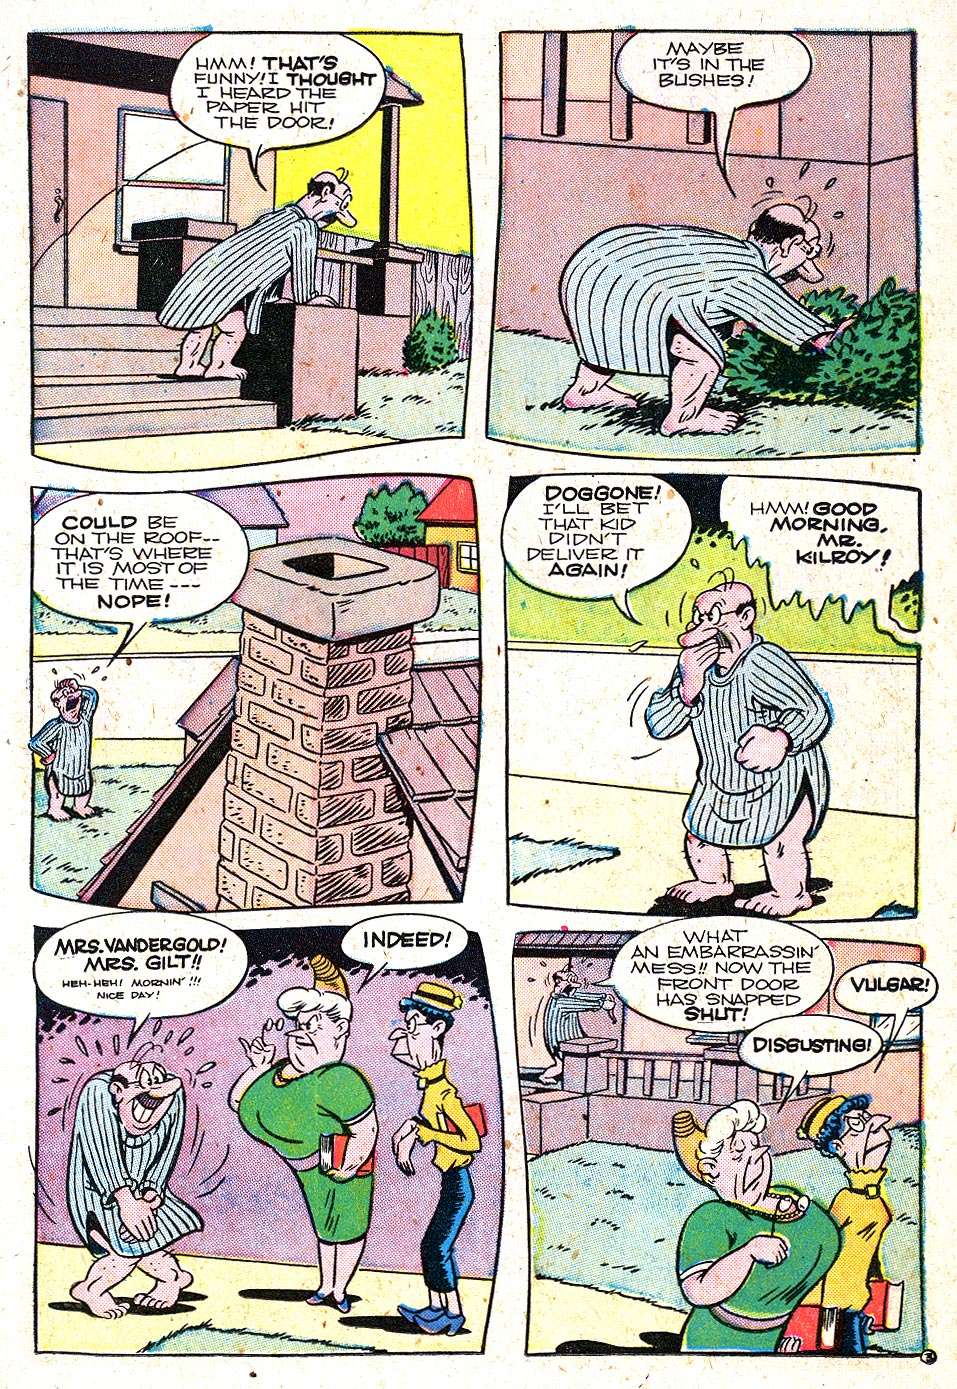 HMM! THAT'S
FUNNY! I THOUGHT
I HEARD THE
PAPER HIT
THE DOOR!
MAYBE
IT'S IN THE
BUSHES!
COULD BE
ON THE ROOF--
THAT'S WHERE
IT IS MOST OF
THE TIME ---
NOPE!
DOGGONE!
I'LL BET
THAT KID
DIDN'T
DELIVER IT
AGAIN!
HMM! GOOD
MORNING,
MR.
KILROY!
MRS. VANDERGOLD!
MRS. GILT!!
HEH-HEH! MORNIN'!!!
NICE DAY!
INDEED!
WHAT
AN EMBARRASSIN'
MESS!! NOW THE
FRONT DOOR
HAS SNAPPED
SHUT!
VULGAR!
DISGUSTING!
3